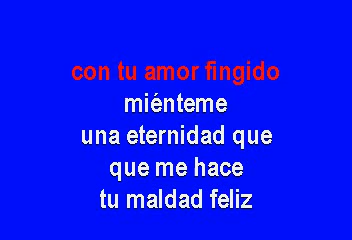 con tu amor fingido
miénteme
una eternidad que
que me hace
tu maldad feliz